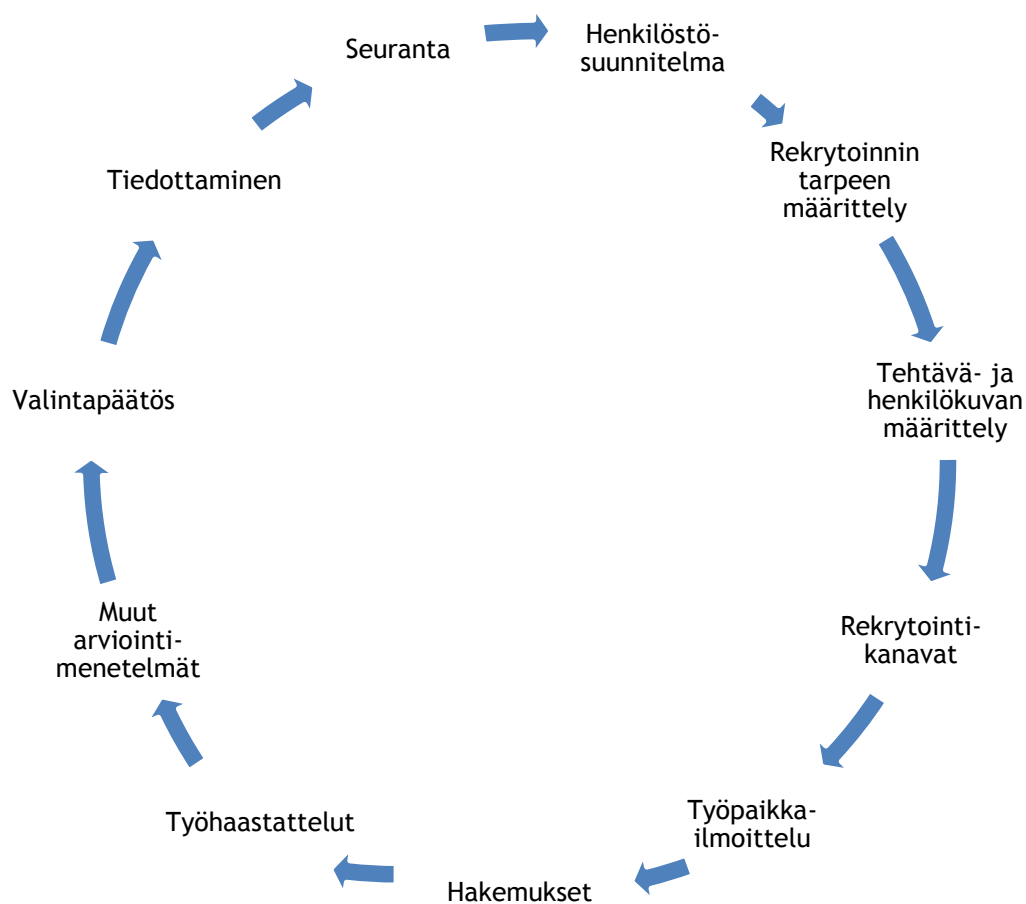 Henkilöstö-
suunnitelma
Rekrytoinnin
tarpeen
määrittely
Tehtävä- ja
henkilökuvan
määrittely
Rekrytointi-
kanavat
Työpaikka-
ilmoittelu
Hakemukset
Työhaastattelut
Muut
arviointi-
menetelmät
Valintapäätös
Tiedottaminen
Seuranta